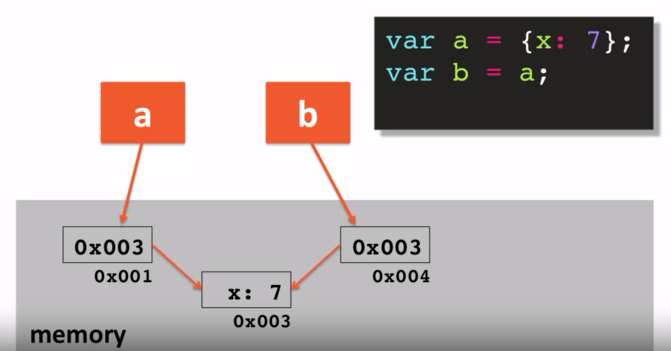 var a = {x: 7};
var b = a;
a
b
0x003
0x001
0x003
0x004
x: 7
0x003
memory